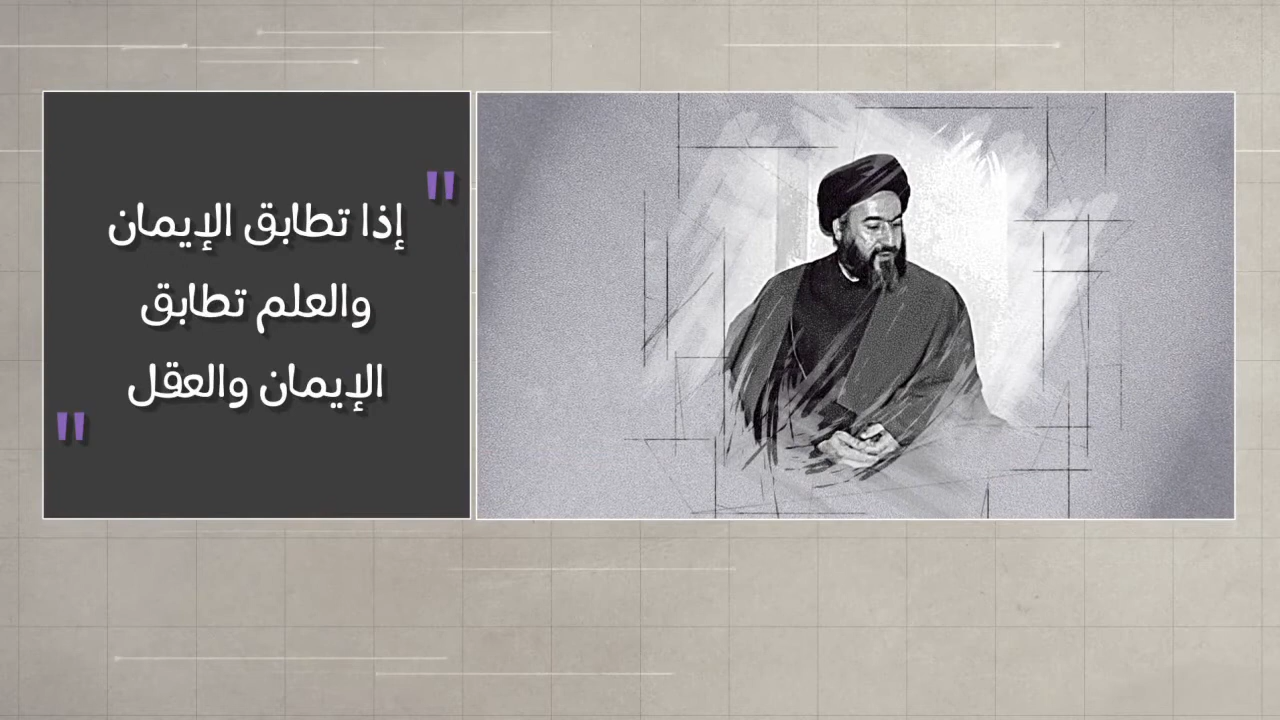 "إذا تطابق الإيمان
والعلم تطابق
الإيمان والعقل"